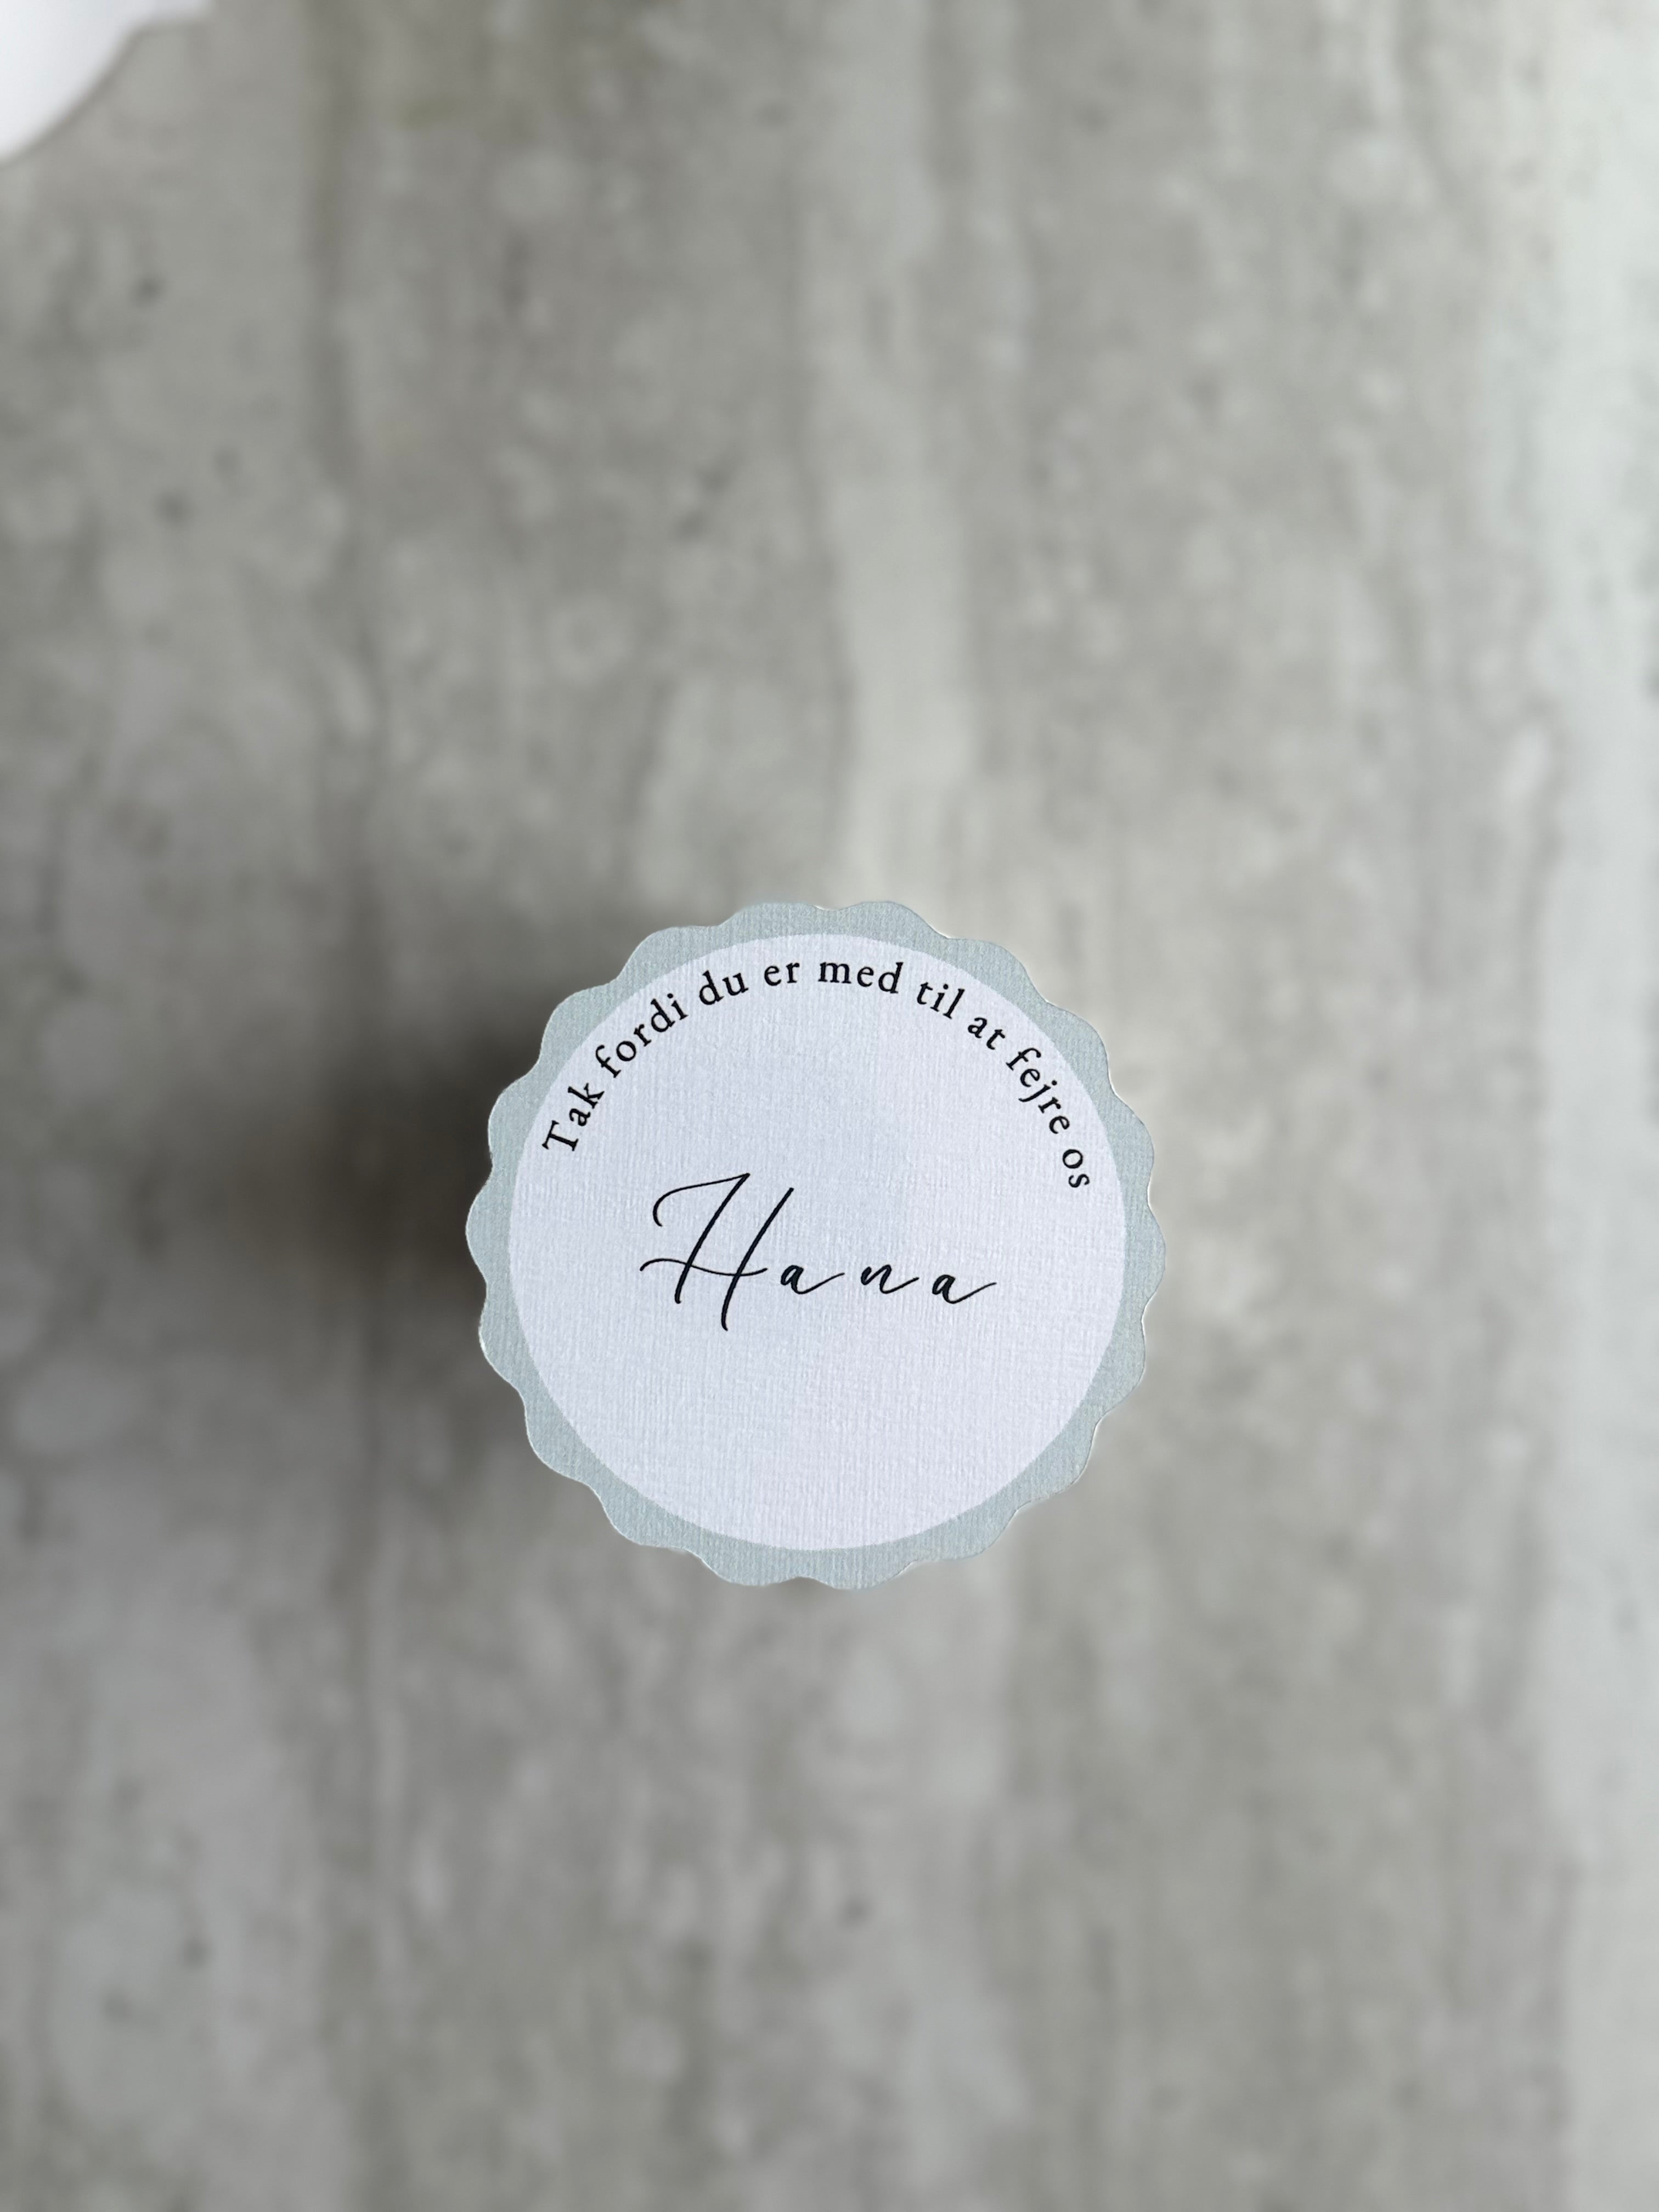 Tak fordi du er med til at fejre os
Hana